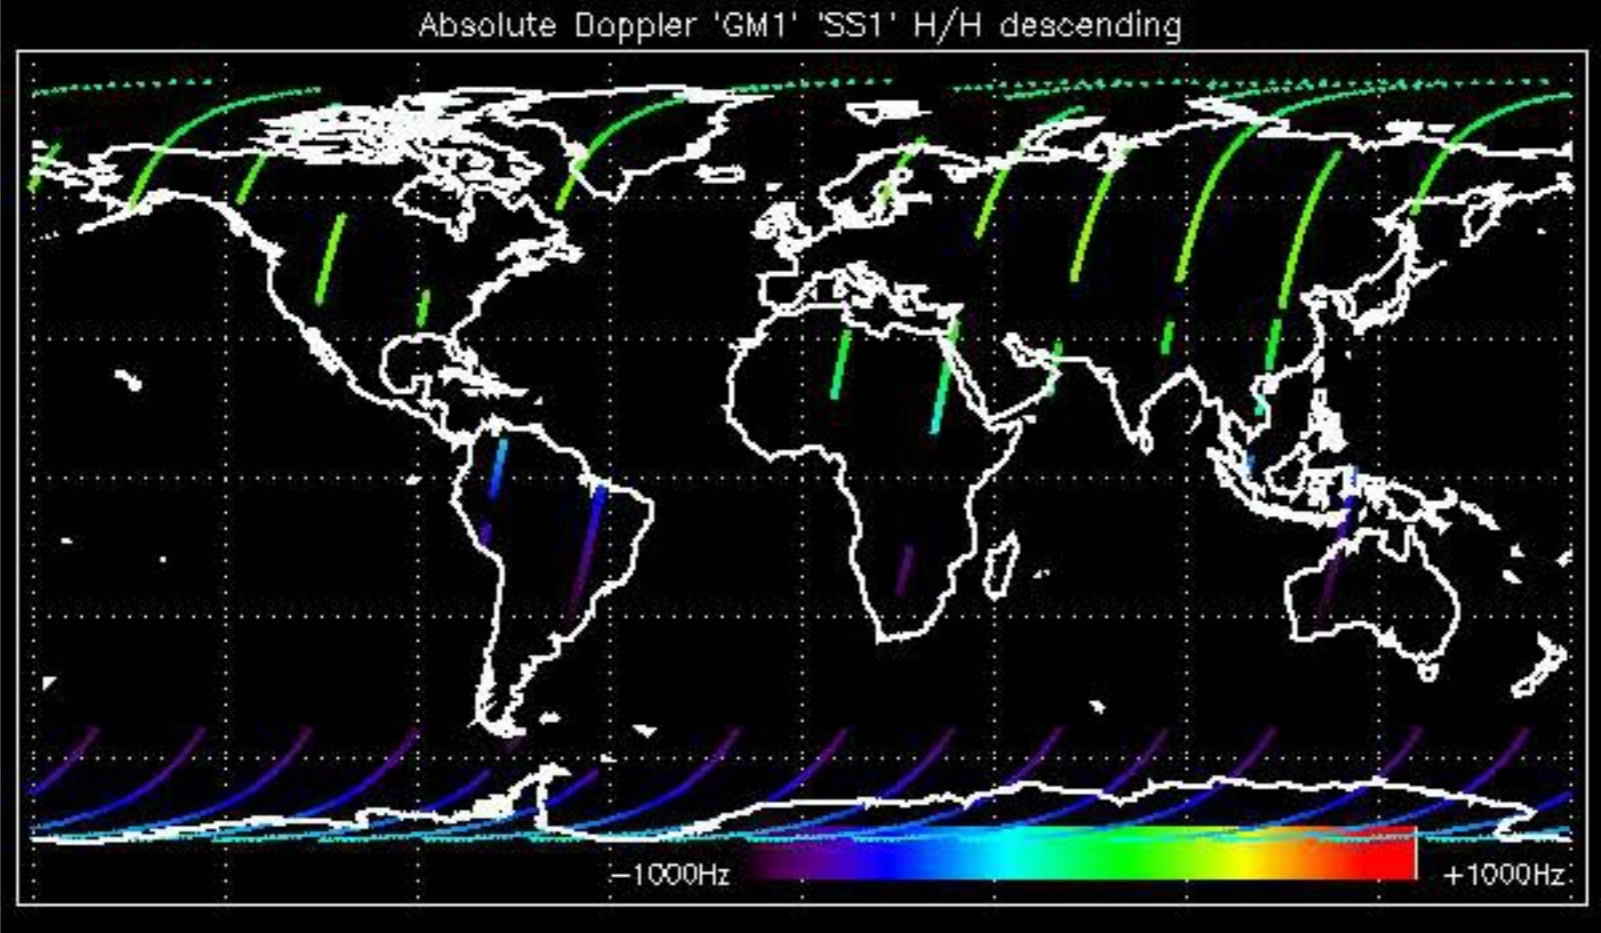 Absolute Doppler 'GM1' 'SS1' H/H descending
−1000Hz
+1000Hz